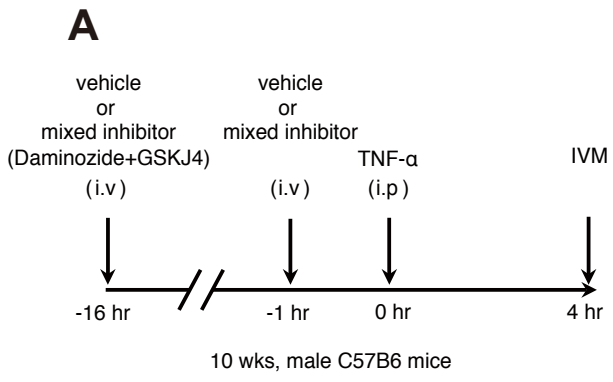 A
vehicle
or
mixed inhibitor
(Daminozide+GSKJ4)
(i.v)
vehicle
or
mixed inhibitor
(i.v)
TNF-α
(i.p)
IVM
-16 hr
-1 hr
0 hr
4 hr
10 wks, male C57B6 mice